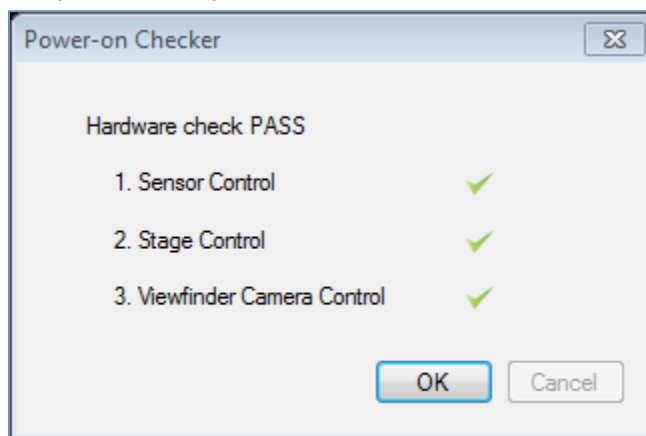 Power-on Checker
Hardware check PASS
1. Sensor Control
2. Stage Control
3. Viewfinder Camera Control
OK
Cancel